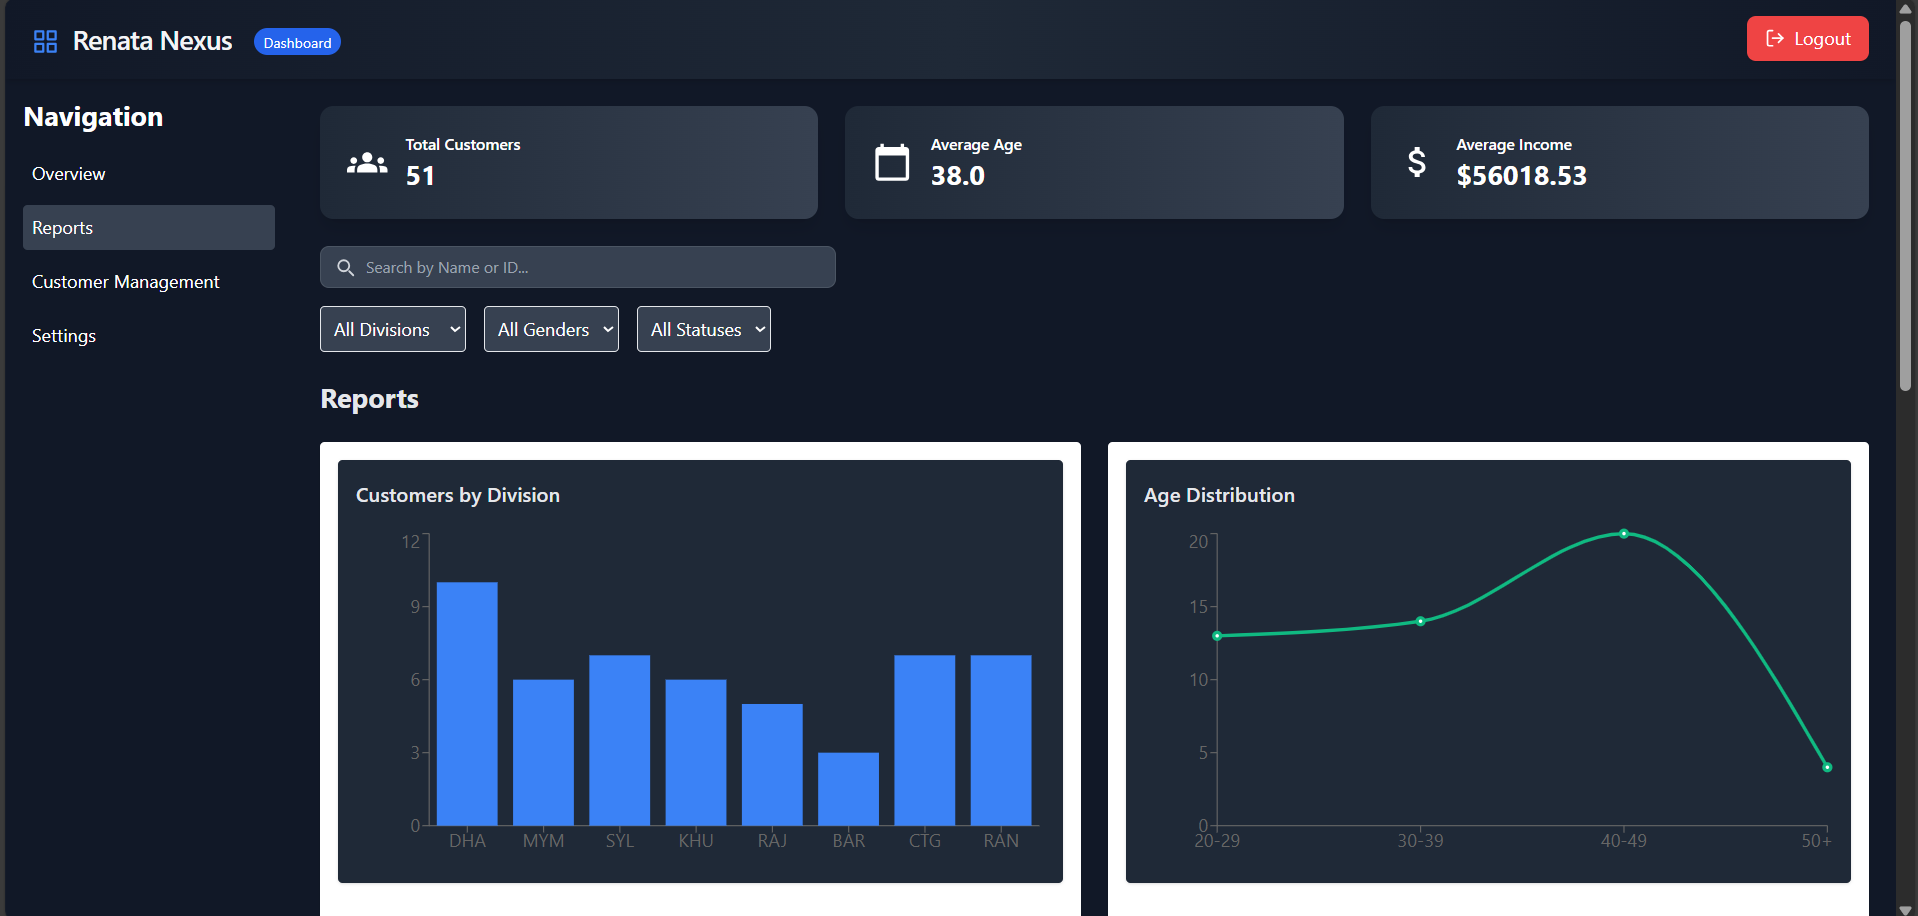 Renata Nexus
Dashboard
Logout
Navigation
Overview
Reports
Customer Management
Settings
Total Customers
51
Average Age
38.0
Average Income
$56018.53
Search by Name or ID...
All Divisions
All Genders
All Statuses
Reports
Customers by Division
12
9
6
3
0
DHA MYM SYL KHU RAJ BAR CTG RAN
Age Distribution
20
15
10
5
0
20-29 30-39 40-49 50+